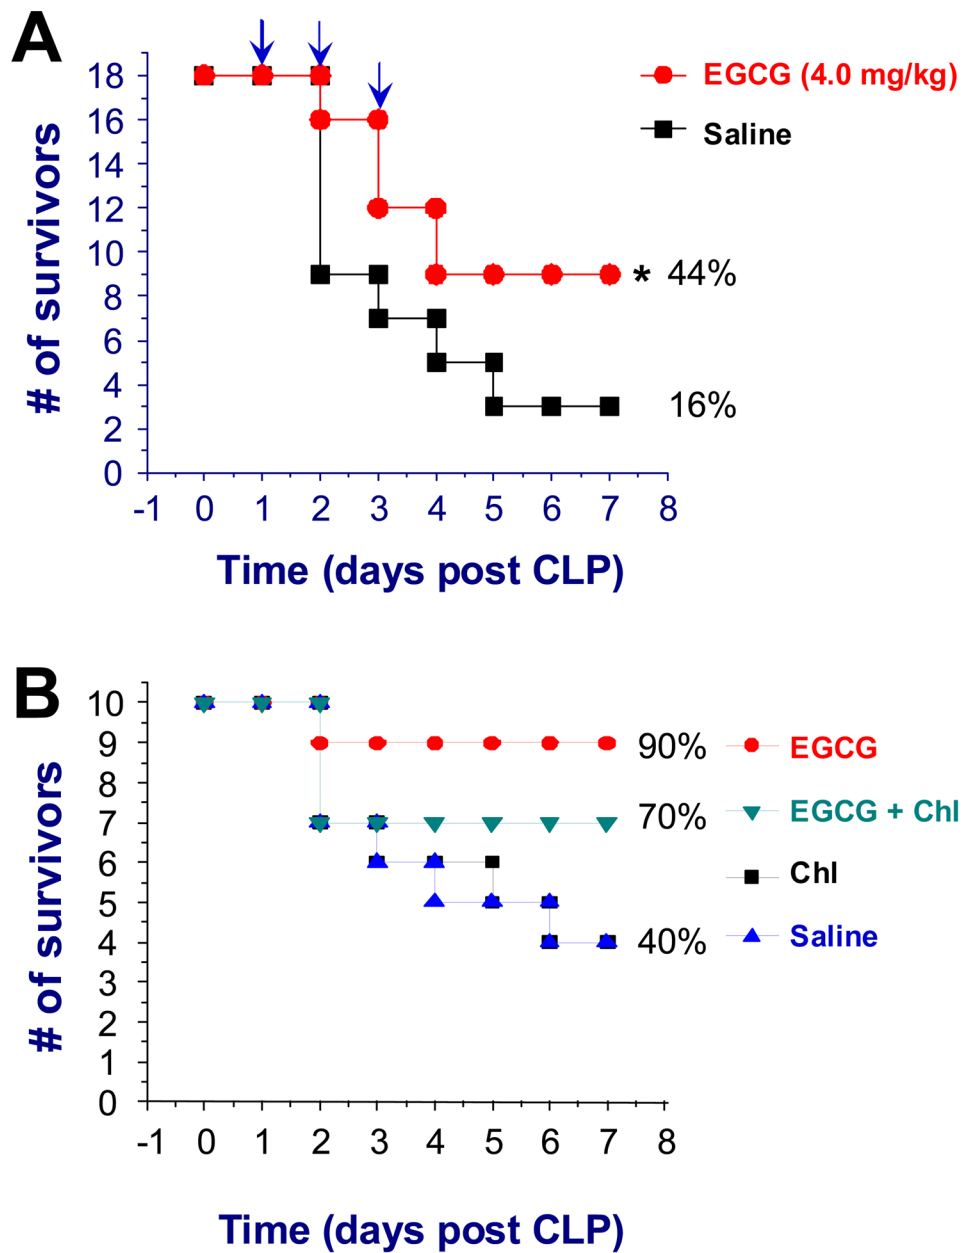 A
18
16
14
12
10
8
6
4
2
0
# of survivors
-1 0 1 2 3 4 5 6 7 8
Time (days post CLP)
EGCG (4.0 mg/kg)
Saline
* 44%
16%
B
10
9
8
7
6
5
4
3
2
1
0
# of survivors
-1 0 1 2 3 4 5 6 7 8
Time (days post CLP)
90%
70%
40%
EGCG
EGCG + Chl
Chl
Saline